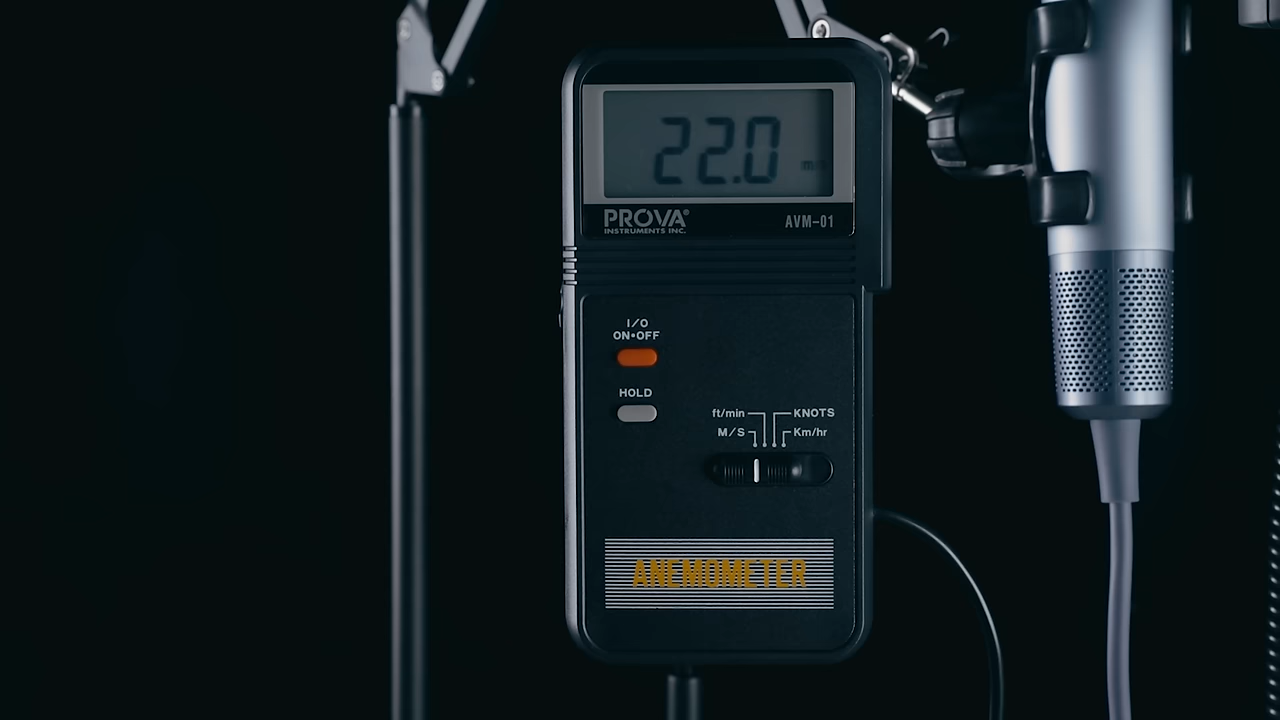 22.0
PROVA®
INSTRUMENTS INC.
AVM-01
I/O
ON•OFF
HOLD
ft/min
KNOTS
M/S
Km/hr
ANEMOMETER